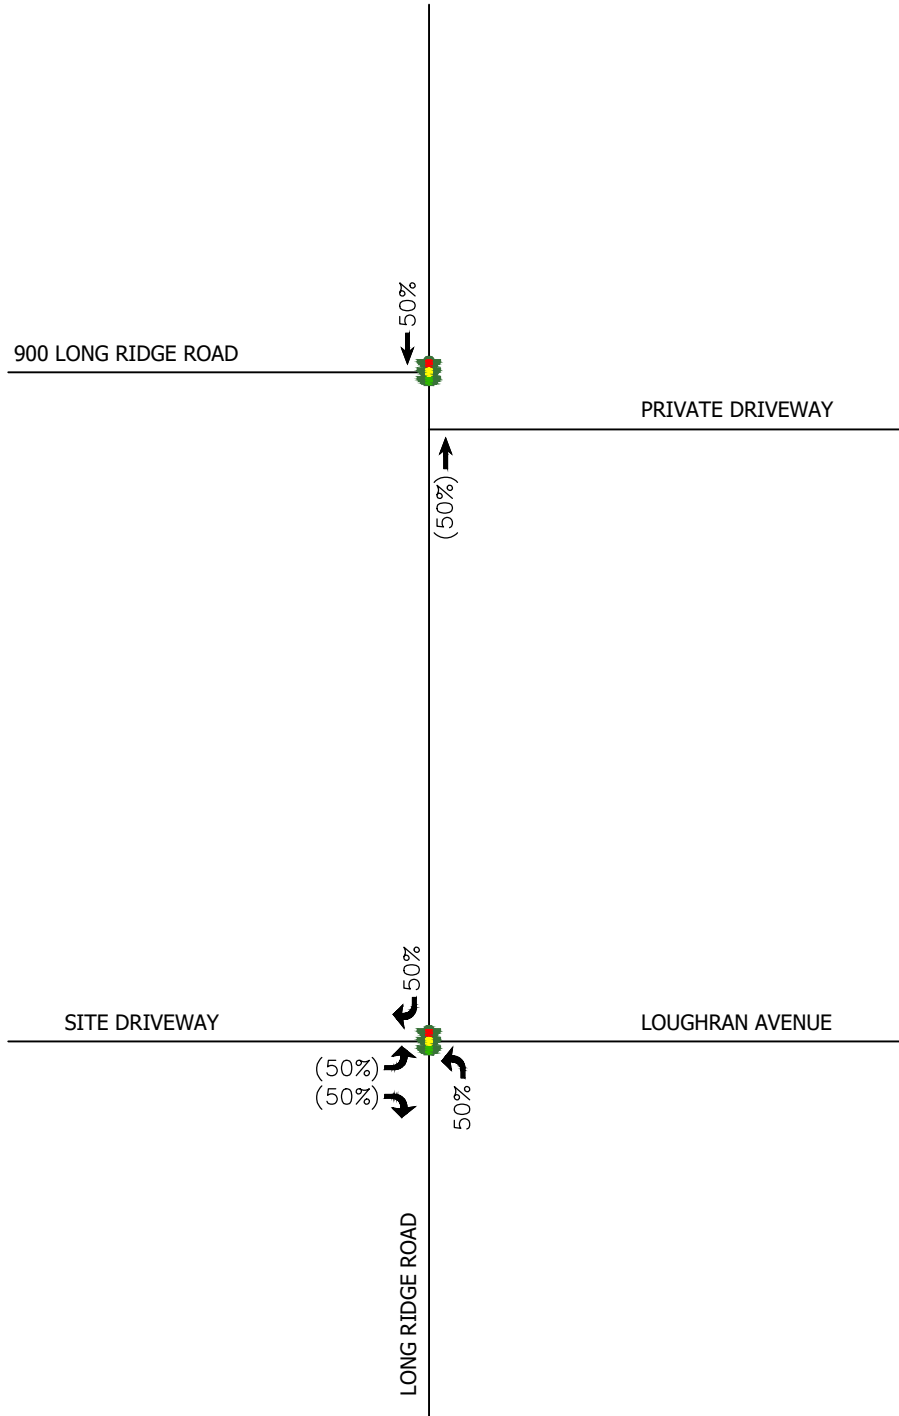 50%
900 LONG RIDGE ROAD
PRIVATE DRIVEWAY
(50%)
50%
SITE DRIVEWAY
LOUGHRAN AVENUE
(50%)
(50%)
50%
LONG RIDGE ROAD